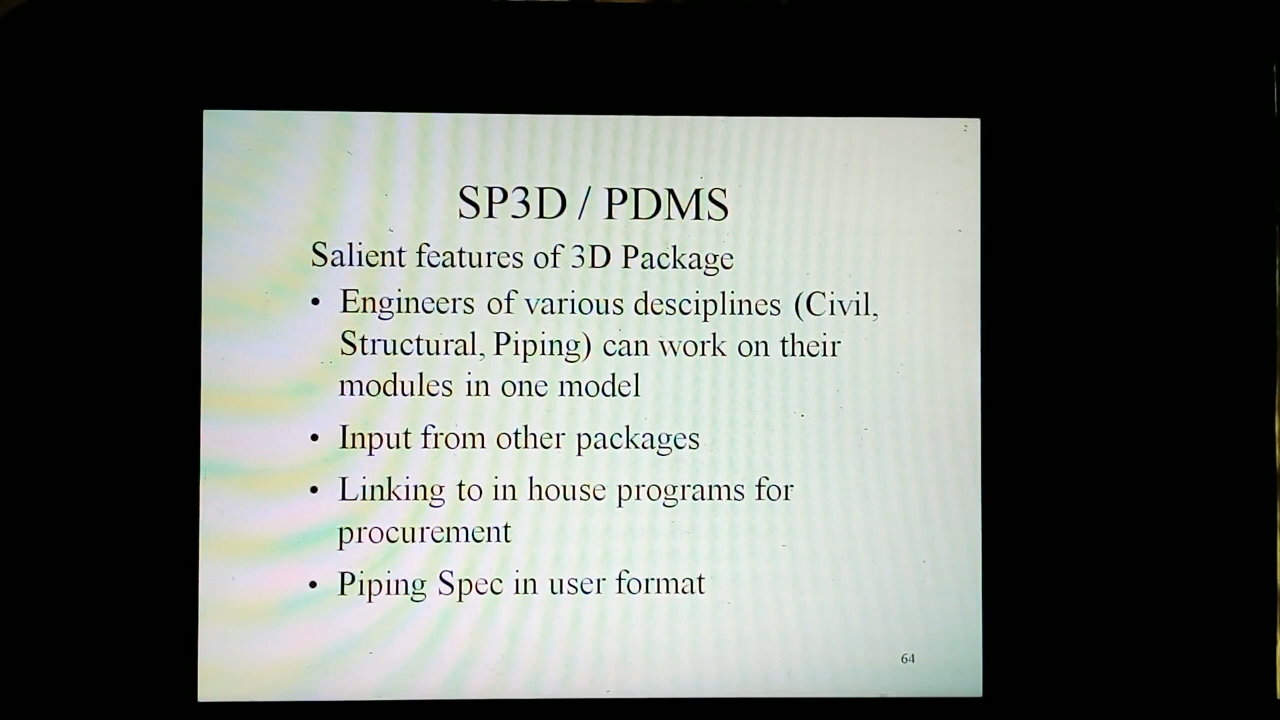 SP3D / PDMS
Salient features of 3D Package
• Engineers of various desciplines (Civil,
Structural, Piping) can work on their
modules in one model
• Input from other packages
• Linking to in house programs for
procurement
• Piping Spec in user format
64